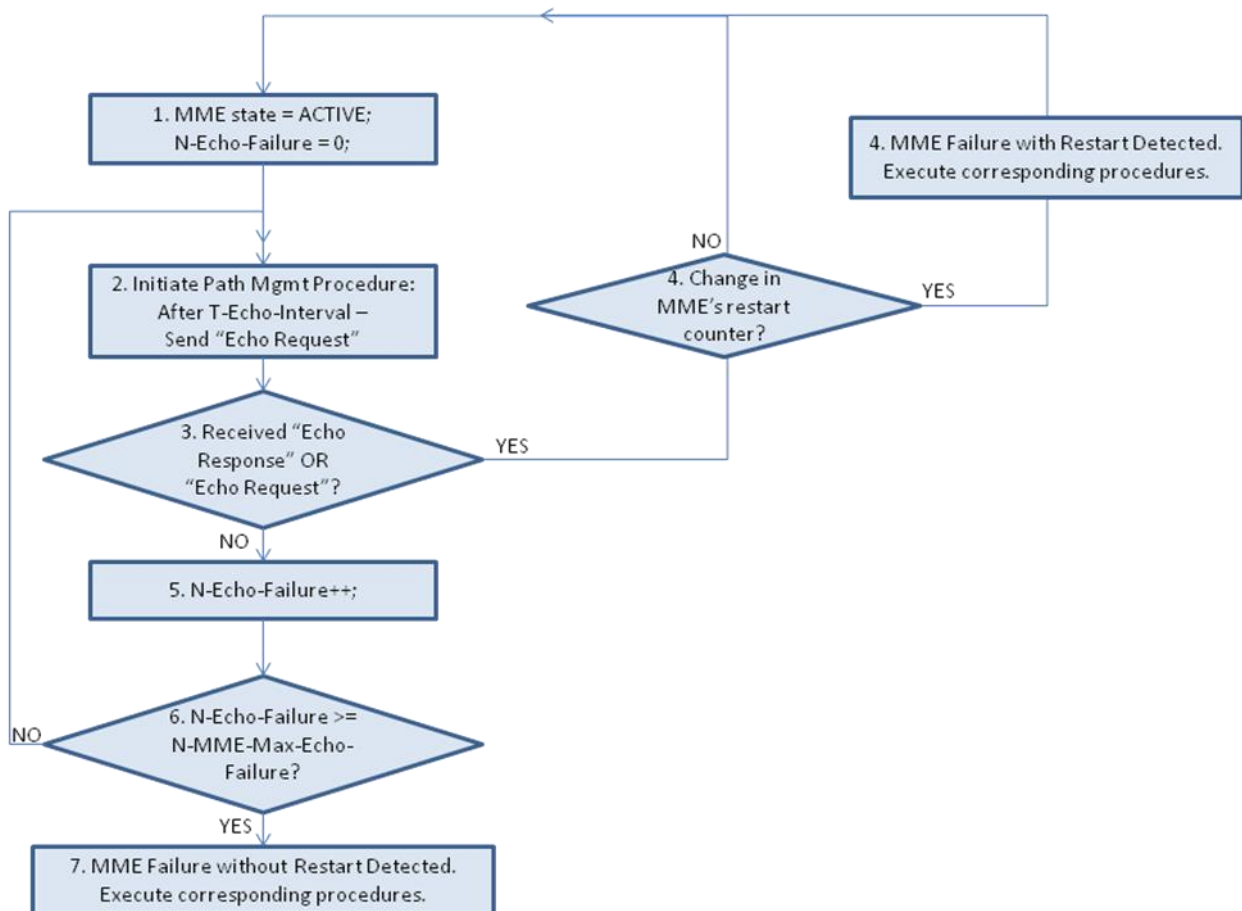 1. MME state = ACTIVE;
N-Echo-Failure = 0;
4. MME Failure with Restart Detected.
Execute corresponding procedures.
NO
2. Initiate Path Mgmt Procedure:
After T-Echo-Interval –
Send “Echo Request”
4. Change in
MME’s restart
counter?
YES
3. Received “Echo
Response” OR
“Echo Request”?
YES
NO
5. N-Echo-Failure++;
6. N-Echo-Failure >=
N-MME-Max-Echo-
Failure?
NO
YES
7. MME Failure without Restart Detected.
Execute corresponding procedures.